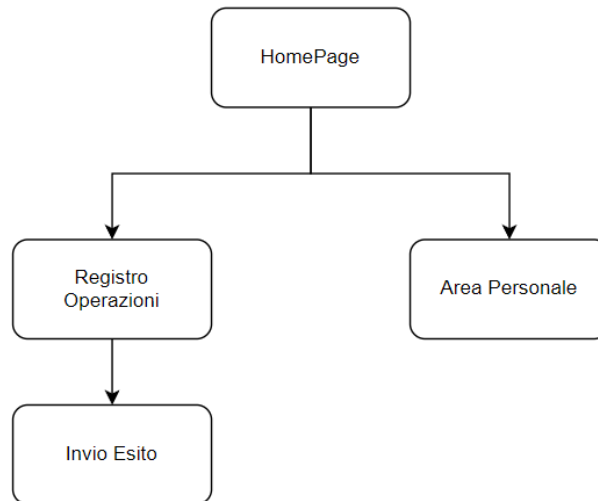 HomePage
Registro
Operazioni
Area Personale
Invio Esito